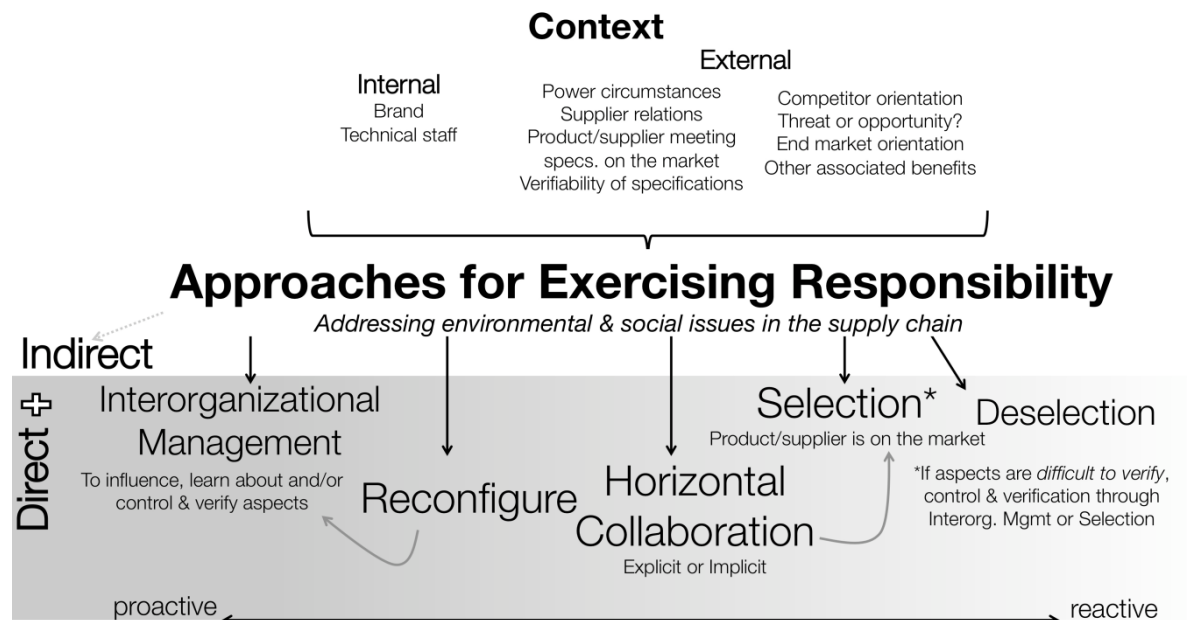 Context
Internal
Brand
Technical staff
External
Power circumstances
Supplier relations
Product/supplier meeting
specs. on the market
Verifiability of specifications
Competitor orientation
Threat or opportunity?
End market orientation
Other associated benefits
Approaches for Exercising Responsibility
Addressing environmental & social issues in the supply chain
Indirect
Direct +
Interorganizational
Management
To influence, learn about and/or
control & verify aspects
Reconfigure
Horizontal
Collaboration
Explicit or Implicit
Selection*
Product/supplier is on the market
Deselection
*If aspects are difficult to verify,
control & verification through
Interorg. Mgmt or Selection
proactive
reactive